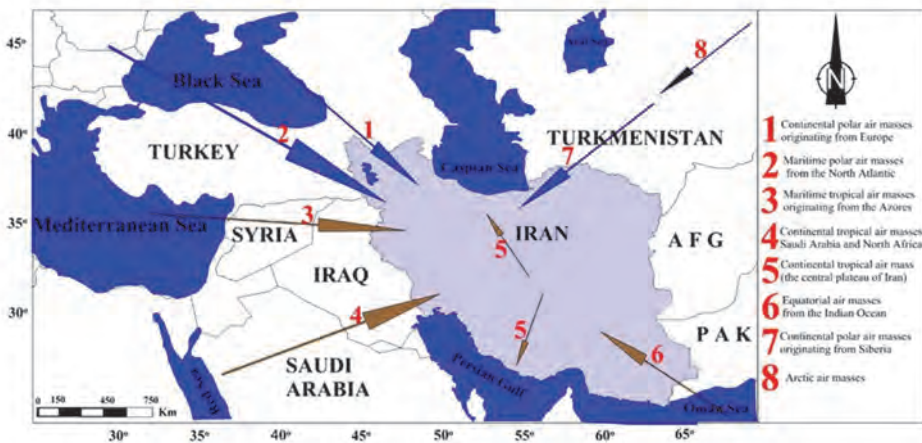 45°
40°
35°
30°
Black Sea
Aral Sea
TURKEY
TURKMENISTAN
Caspian Sea
Mediterranean Sea
SYRIA
IRAN
A F G
IRAQ
P A K
SAUDI
ARABIA
Red Sea
Persian Gulf
Oman Sea
1
2
3
4
5
5
6
7
8
0 150 450 750
Km
30°
35°
40°
45°
50°
55°
60°
65°
N
1 Continental polar air masses
originating from Europe
2 Maritime polar air masses
from the North Atlantic
3 Maritime tropical air masses
originating from the Azores
4 Continental tropical air masses
Saudi Arabia and North Africa
5 Continental tropical air mass
(the central plateau of Iran)
6 Equatorial air masses
from the Indian Ocean
7 Continental polar air masses
originating from Siberia
8 Arctic air masses